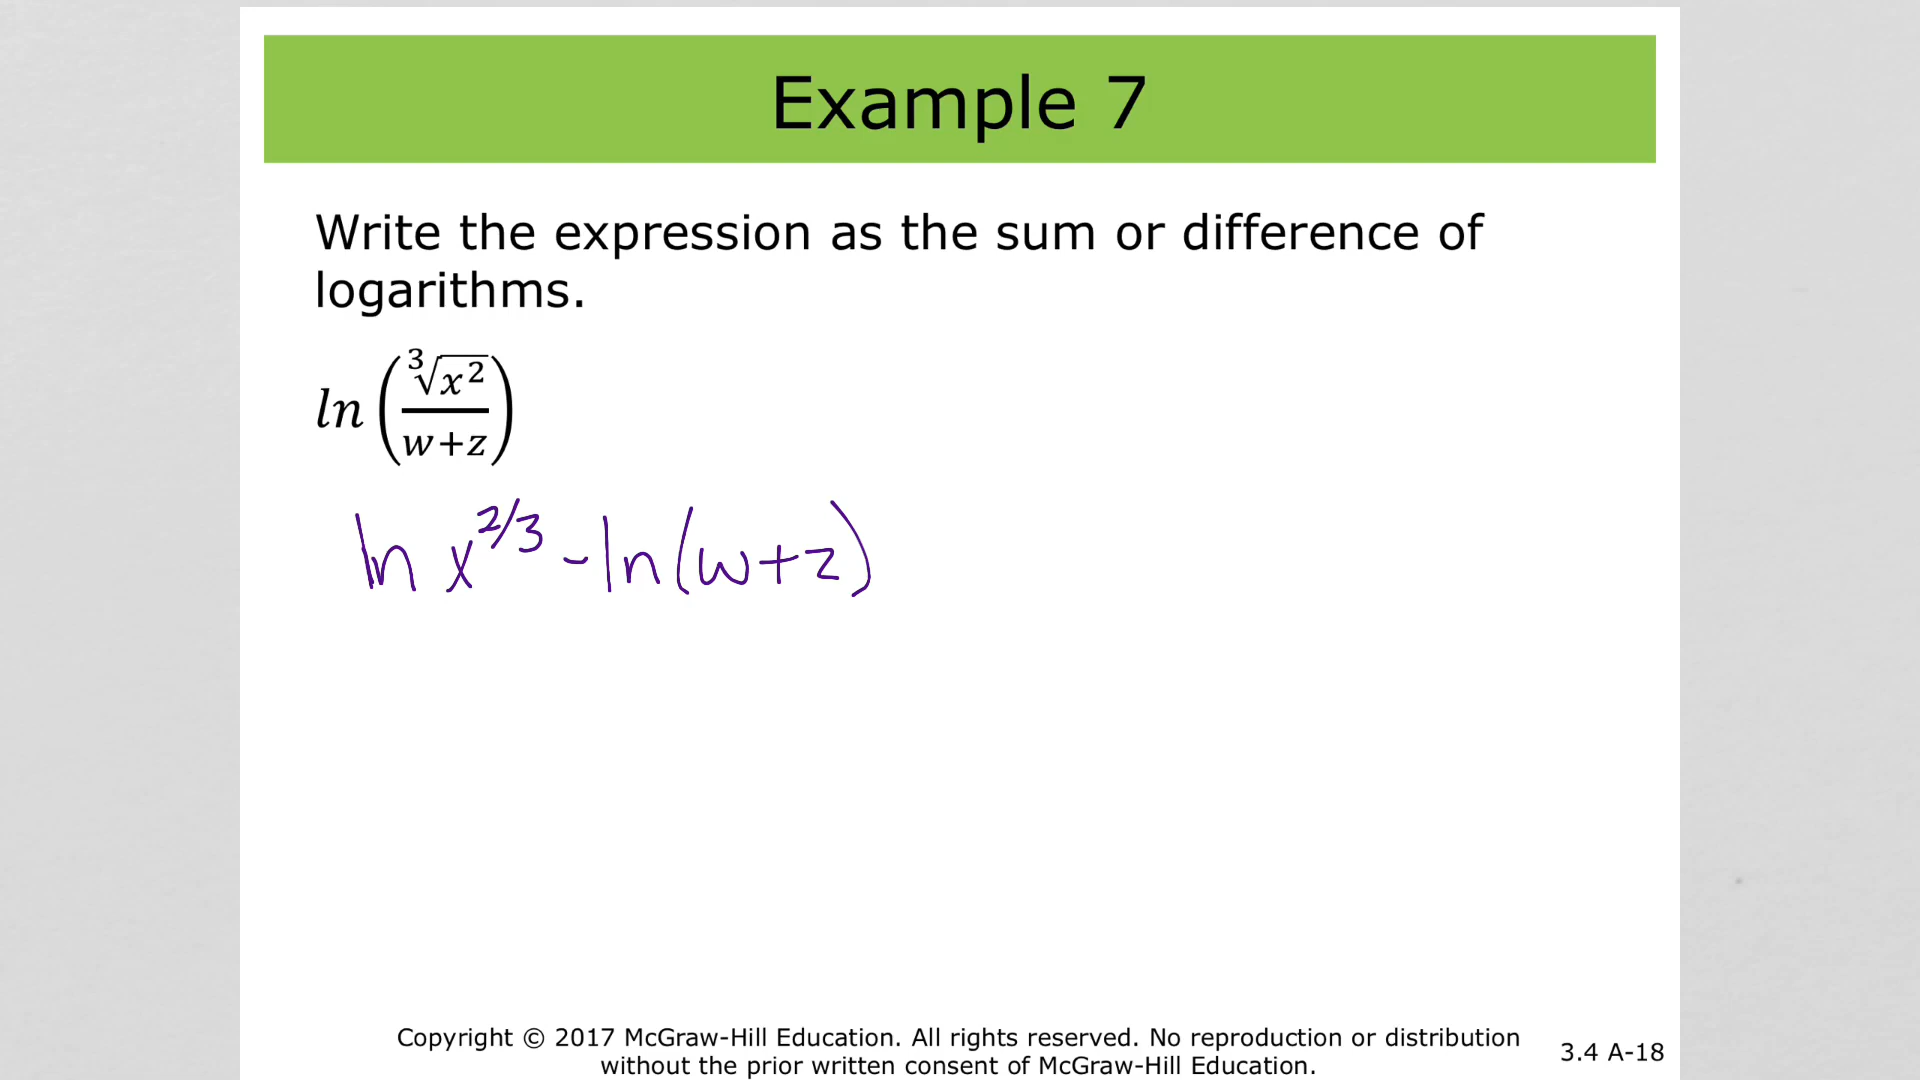 Example 7
Write the expression as the sum or difference of
logarithms.
ln (∛x² / w+z)
ln x^2/3 - ln(w+z)
Copyright © 2017 McGraw-Hill Education. All rights reserved. No reproduction or distribution
without the prior written consent of McGraw-Hill Education.
3.4 A-18